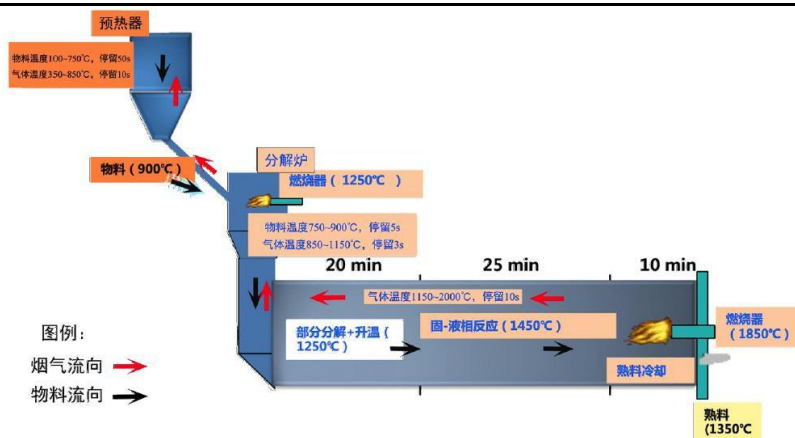 预热器
物料温度100~750℃，停留50s
气体温度350~850℃，停留10s
物料（900℃）
分解炉
燃烧器（1250℃ ）
物料温度750~900℃，停留5s
气体温度850~1150℃，停留3s
20 min
25 min
10 min
气体温度1150~2000℃，停留10s
部分分解+升温（
1250℃）
固-液相反应（1450℃）
燃烧器
（1850℃）
熟料冷却
熟料
(1350℃
图例：
烟气流向
物料流向